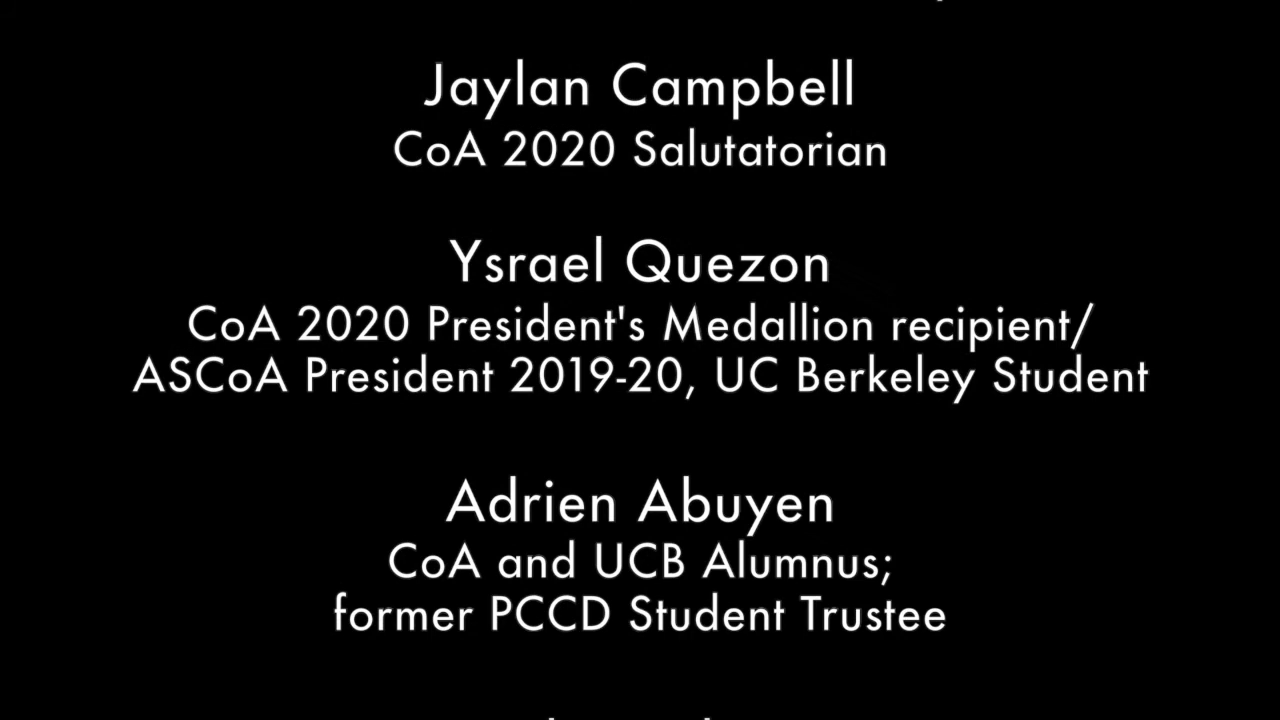 Jaylan Campbell
CoA 2020 Salutatorian
Ysrael Quezon
CoA 2020 President's Medallion recipient/
ASCoA President 2019-20, UC Berkeley Student
Adrien Abuyen
CoA and UCB Alumnus;
former PCCD Student Trustee